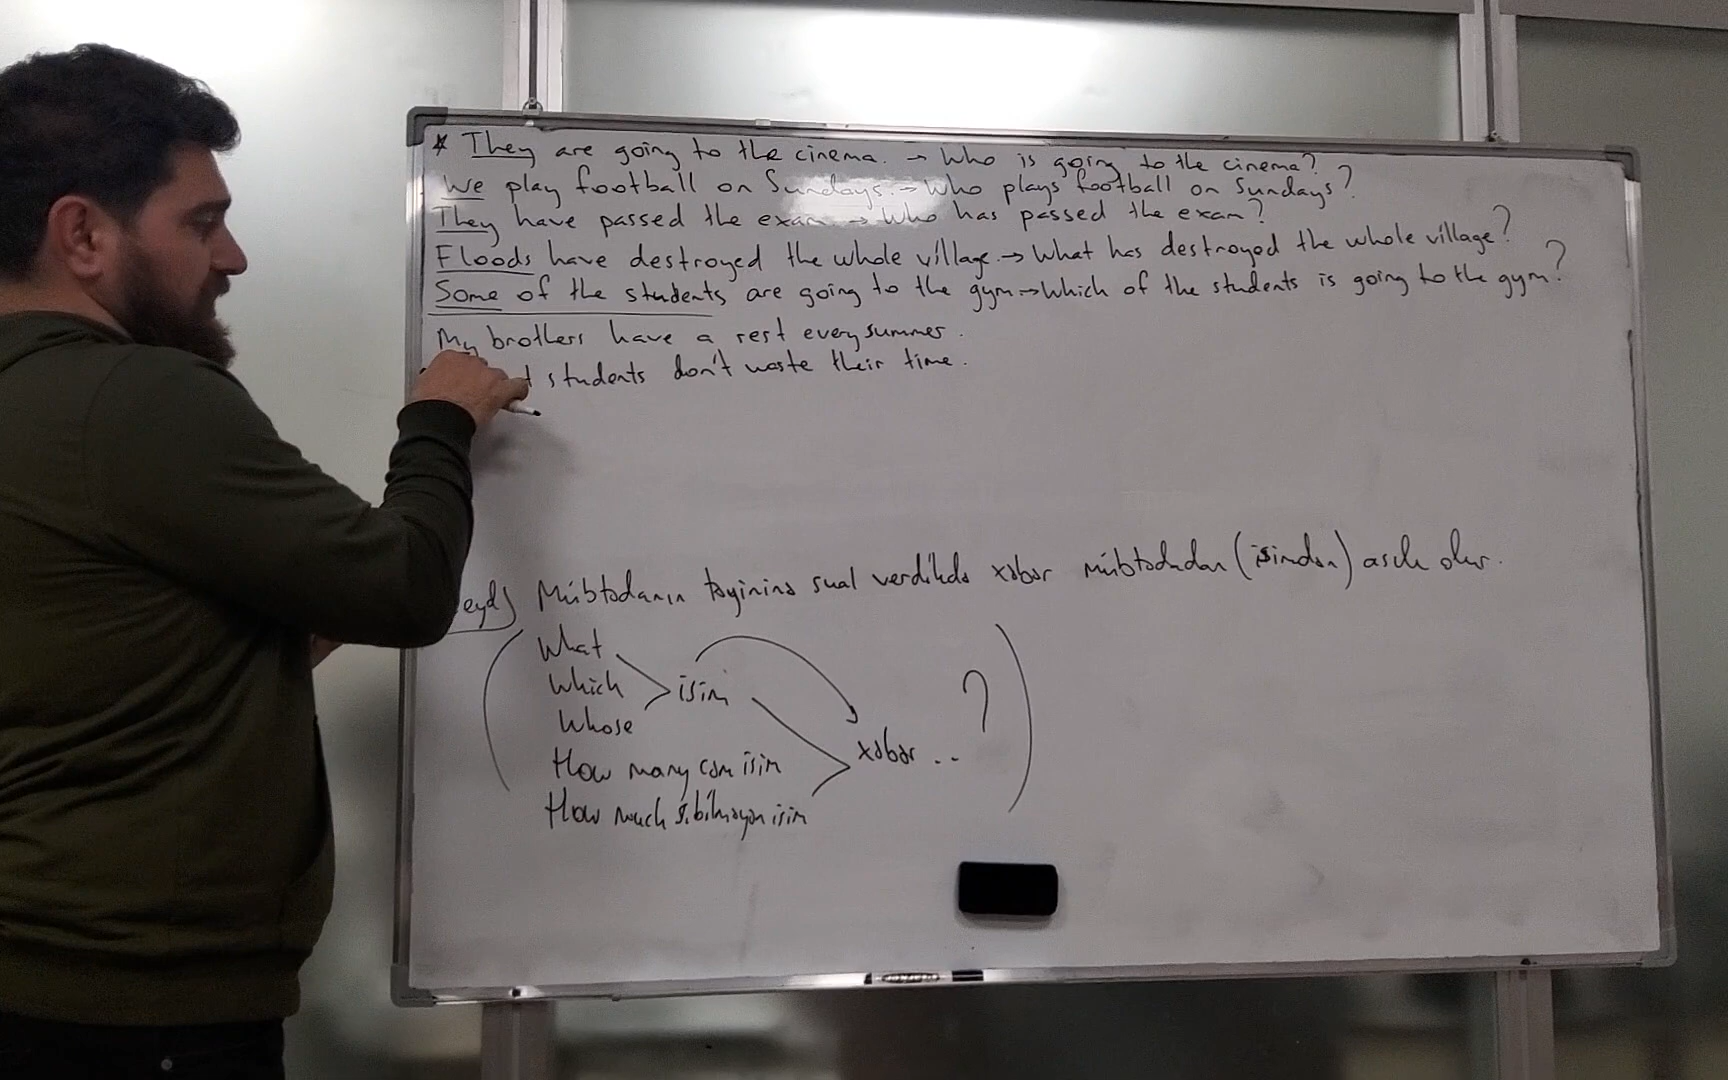 * They are going to the cinema. → Who is going to the cinema?
We play football on Sundays. → Who plays football on Sundays?
They have passed the exam → Who has passed the exam?
Floods have destroyed the whole village. → What has destroyed the whole village?
Some of the students are going to the gym → Which of the students is going to the gym?
My brothers have a rest every summer.
students don't waste their time.
Mübtədanın təyininə sual verdikdə xəbər mübtədadan (isimdən) asılı olur.
What
Which isim
Whose
How many cəm isim xəbər .. ?
How much isim